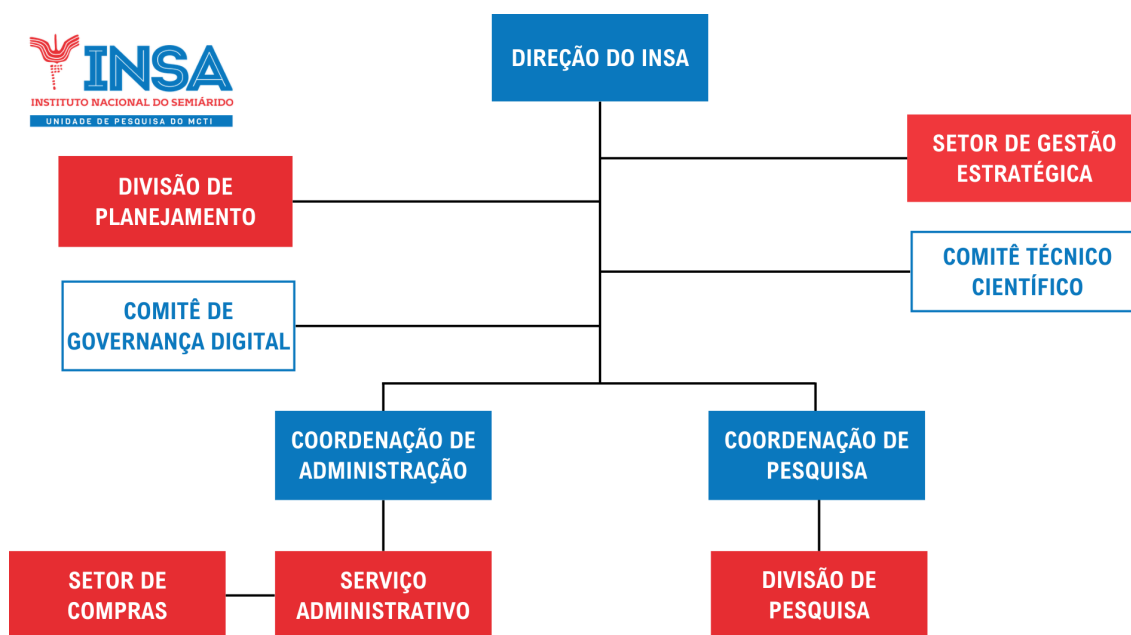 INSA
INSTITUTO NACIONAL DO SEMIÁRIDO
UNIDADE DE PESQUISA DO MCTI
DIREÇÃO DO INSA
SETOR DE GESTÃO
ESTRATÉGICA
DIVISÃO DE
PLANEJAMENTO
COMITÊ TÉCNICO
CIENTÍFICO
COMITÊ DE
GOVERNANÇA DIGITAL
COORDENAÇÃO DE
ADMINISTRAÇÃO
COORDENAÇÃO DE
PESQUISA
SETOR DE
COMPRAS
SERVIÇO
ADMINISTRATIVO
DIVISÃO DE
PESQUISA